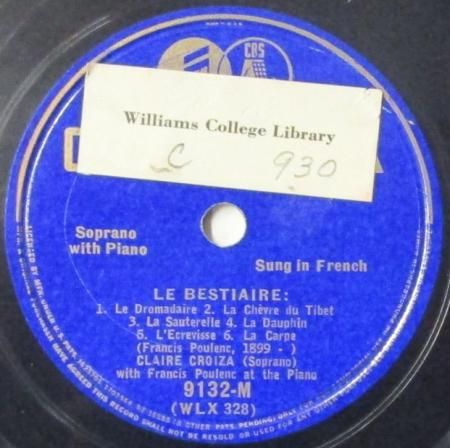 CBS
Williams College Library
C 930
Soprano
with Piano
Sung in French
LE BESTIAIRE:
1. Le Dromadaire 2. La Chèvre du Tibet
3. La Sauterelle 4. La Dauphin
5. L'Ecrevisse 6. La Carpe
(Francis Poulenc, 1899 - )
CLAIRE CROIZA (Soprano)
with Francis Poulenc at the Piano
9132-M
(WLX 328)